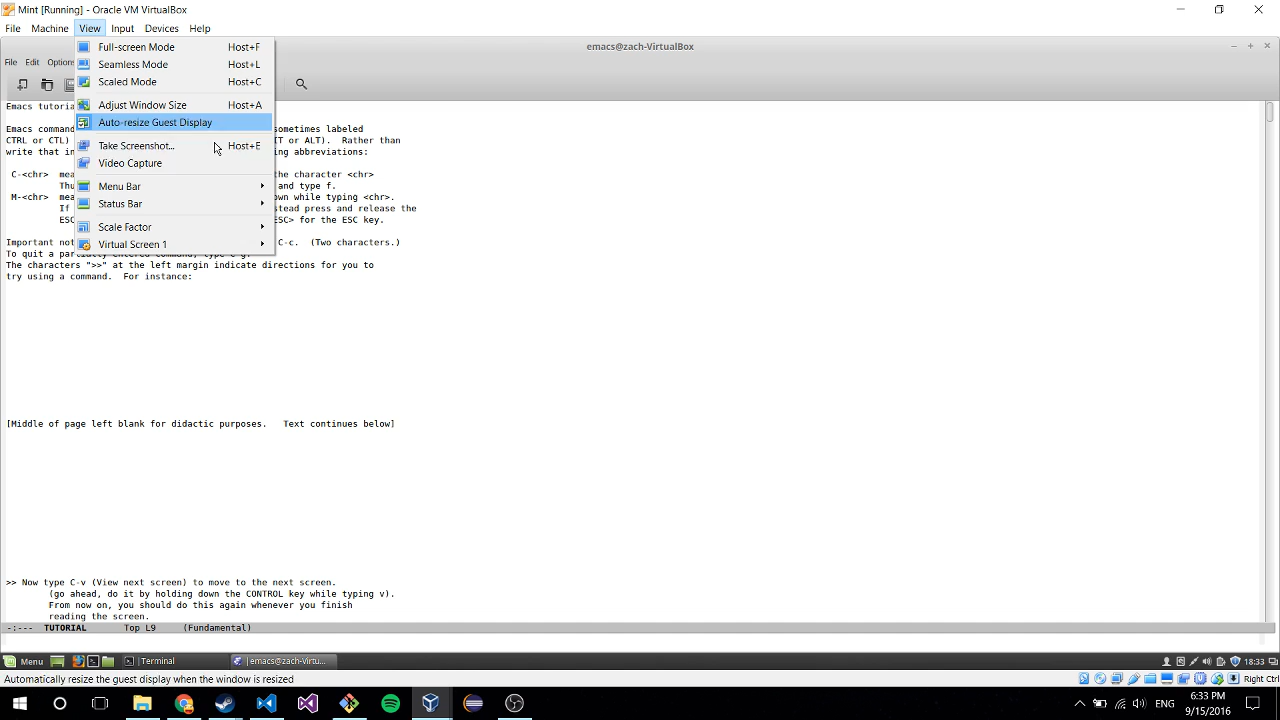 Mint [Running] - Oracle VM VirtualBox
File Machine View Input Devices Help
Full-screen Mode Host+F
Seamless Mode Host+L
Scaled Mode Host+C
Adjust Window Size Host+A
Auto-resize Guest Display
Take Screenshot... Host+E
Video Capture
Menu Bar
Status Bar
Scale Factor
Virtual Screen 1
emacs@zach-VirtualBox
File Edit Options
Emacs tutoria
Emacs command sometimes labeled
CTRL or CTL) IT or ALT). Rather than
write that in ng abbreviations:
C-<chr> mea the character <chr>
Thu and type f.
M-<chr> mea own while typing <chr>.
If stead press and release the
ESC> for the ESC key.
Important not C-c. (Two characters.)
To quit a partially entered command, type C-g.
The characters ">>" at the left margin indicate directions for you to
try using a command. For instance:
[Middle of page left blank for didactic purposes. Text continues below]
>> Now type C-v (View next screen) to move to the next screen.
(go ahead, do it by holding down the CONTROL key while typing v).
From now on, you should do this again whenever you finish
reading the screen.
-:--- TUTORIAL Top L9 (Fundamental)
Menu Terminal emacs@zach-Virtu... 18:33
Automatically resize the guest display when the window is resized Right Ctrl
ENG 6:33 PM
9/15/2016